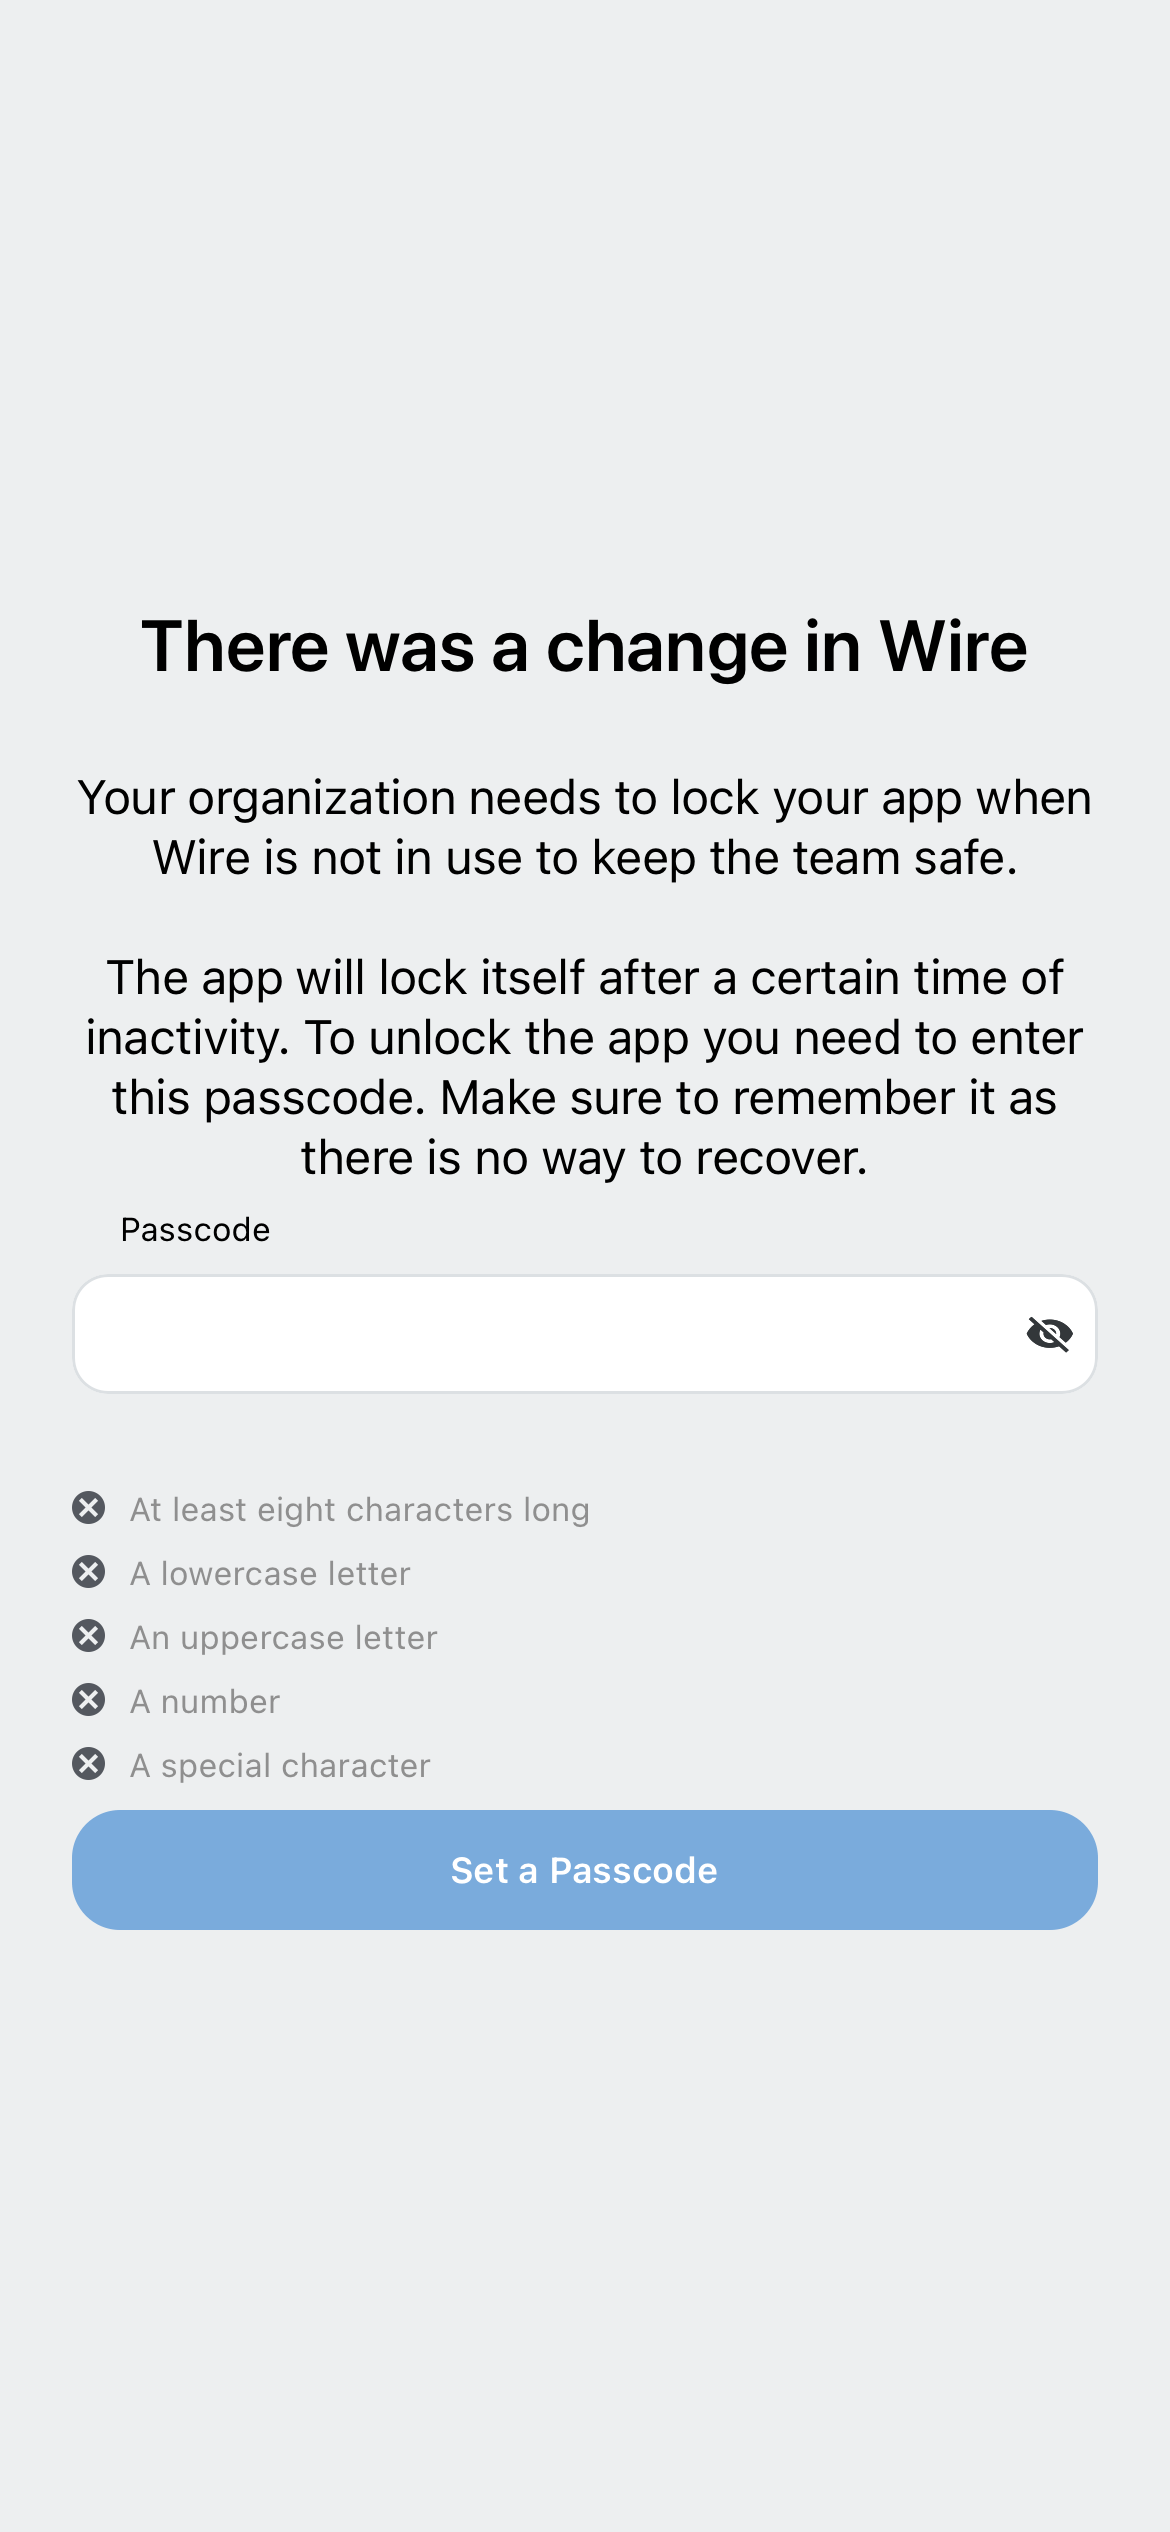 There was a change in Wire
Your organization needs to lock your app when
Wire is not in use to keep the team safe.
The app will lock itself after a certain time of
inactivity. To unlock the app you need to enter
this passcode. Make sure to remember it as
there is no way to recover.
Passcode
At least eight characters long
A lowercase letter
An uppercase letter
A number
A special character
Set a Passcode